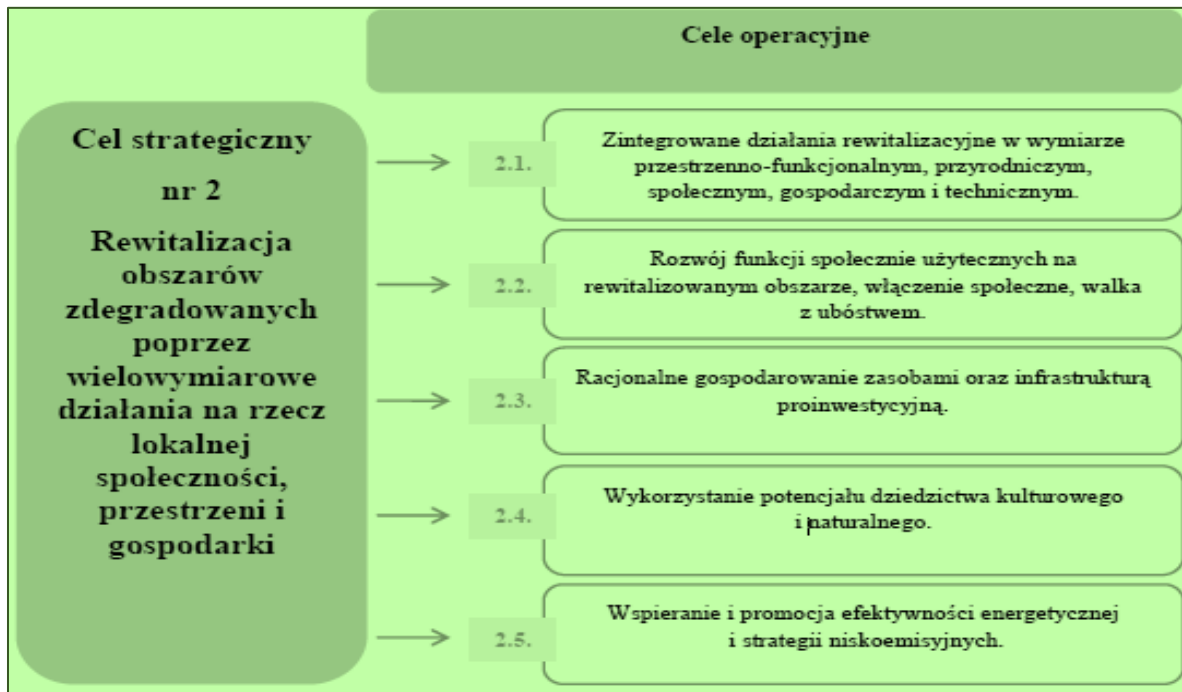 Cele operacyjne
Cel strategiczny
nr 2
Rewitalizacja
obszarów
zdegradowanych
poprzez
wielowymiarowe
działania na rzecz
lokalnej
społeczności,
przestrzeni i
gospodarki
2.1.
Zintegrowane działania rewitalizacyjne w wymiarze
przestrzenno-funkcjonalnym, przyrodniczym,
społecznym, gospodarczym i technicznym.
2.2.
Rozwój funkcji społecznie użytecznych na
rewitalizowanym obszarze, włączenie społeczne, walka
z ubóstwem.
2.3.
Racjonalne gospodarowanie zasobami oraz infrastrukturą
proinwestycyjną.
2.4.
Wykorzystanie potencjału dziedzictwa kulturowego
i naturalnego.
2.5.
Wspieranie i promocja efektywności energetycznej
i strategii niskoemisyjnych.